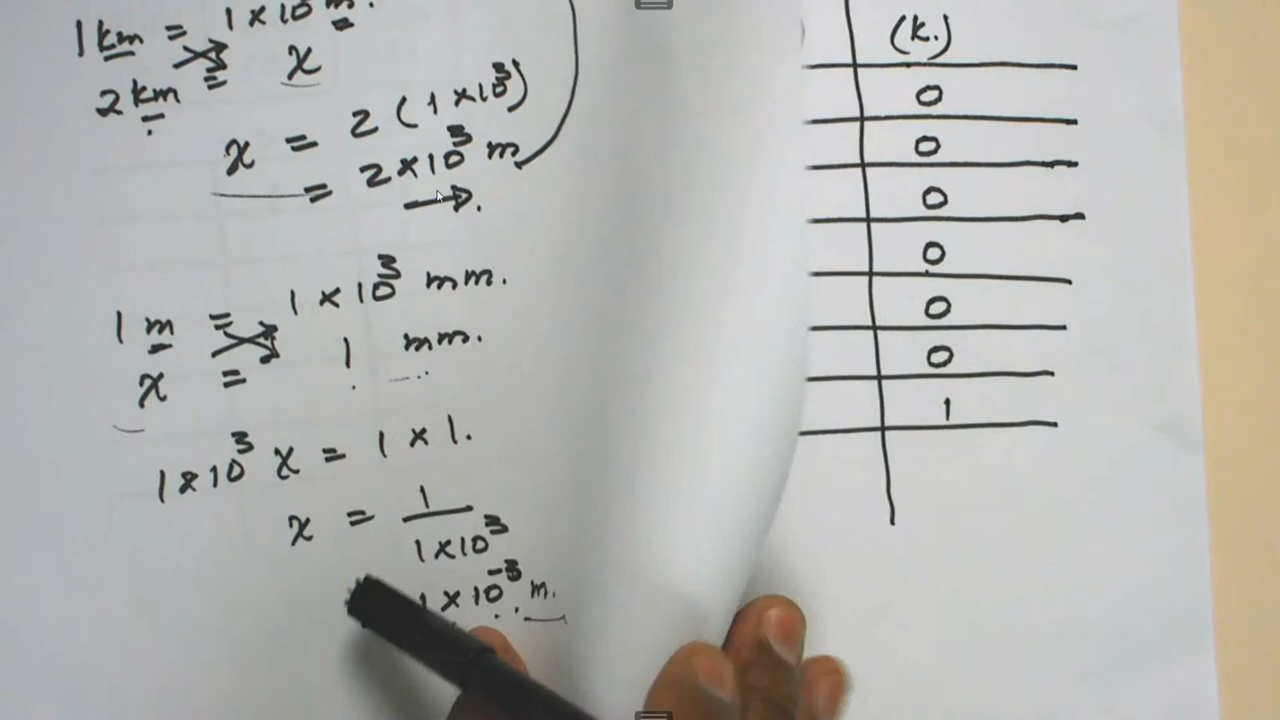 1 km = 1 × 10³ m.
2 km = x
x = 2 ( 1 × 10³ )
= 2 × 10³ m
1 m = 1 × 10³ mm.
x = 1 mm.
1 × 10³ x = 1 × 1.
x = 1
1 × 10³
1 × 10⁻³ m.
(k.)
0
0
0
0
0
0
1